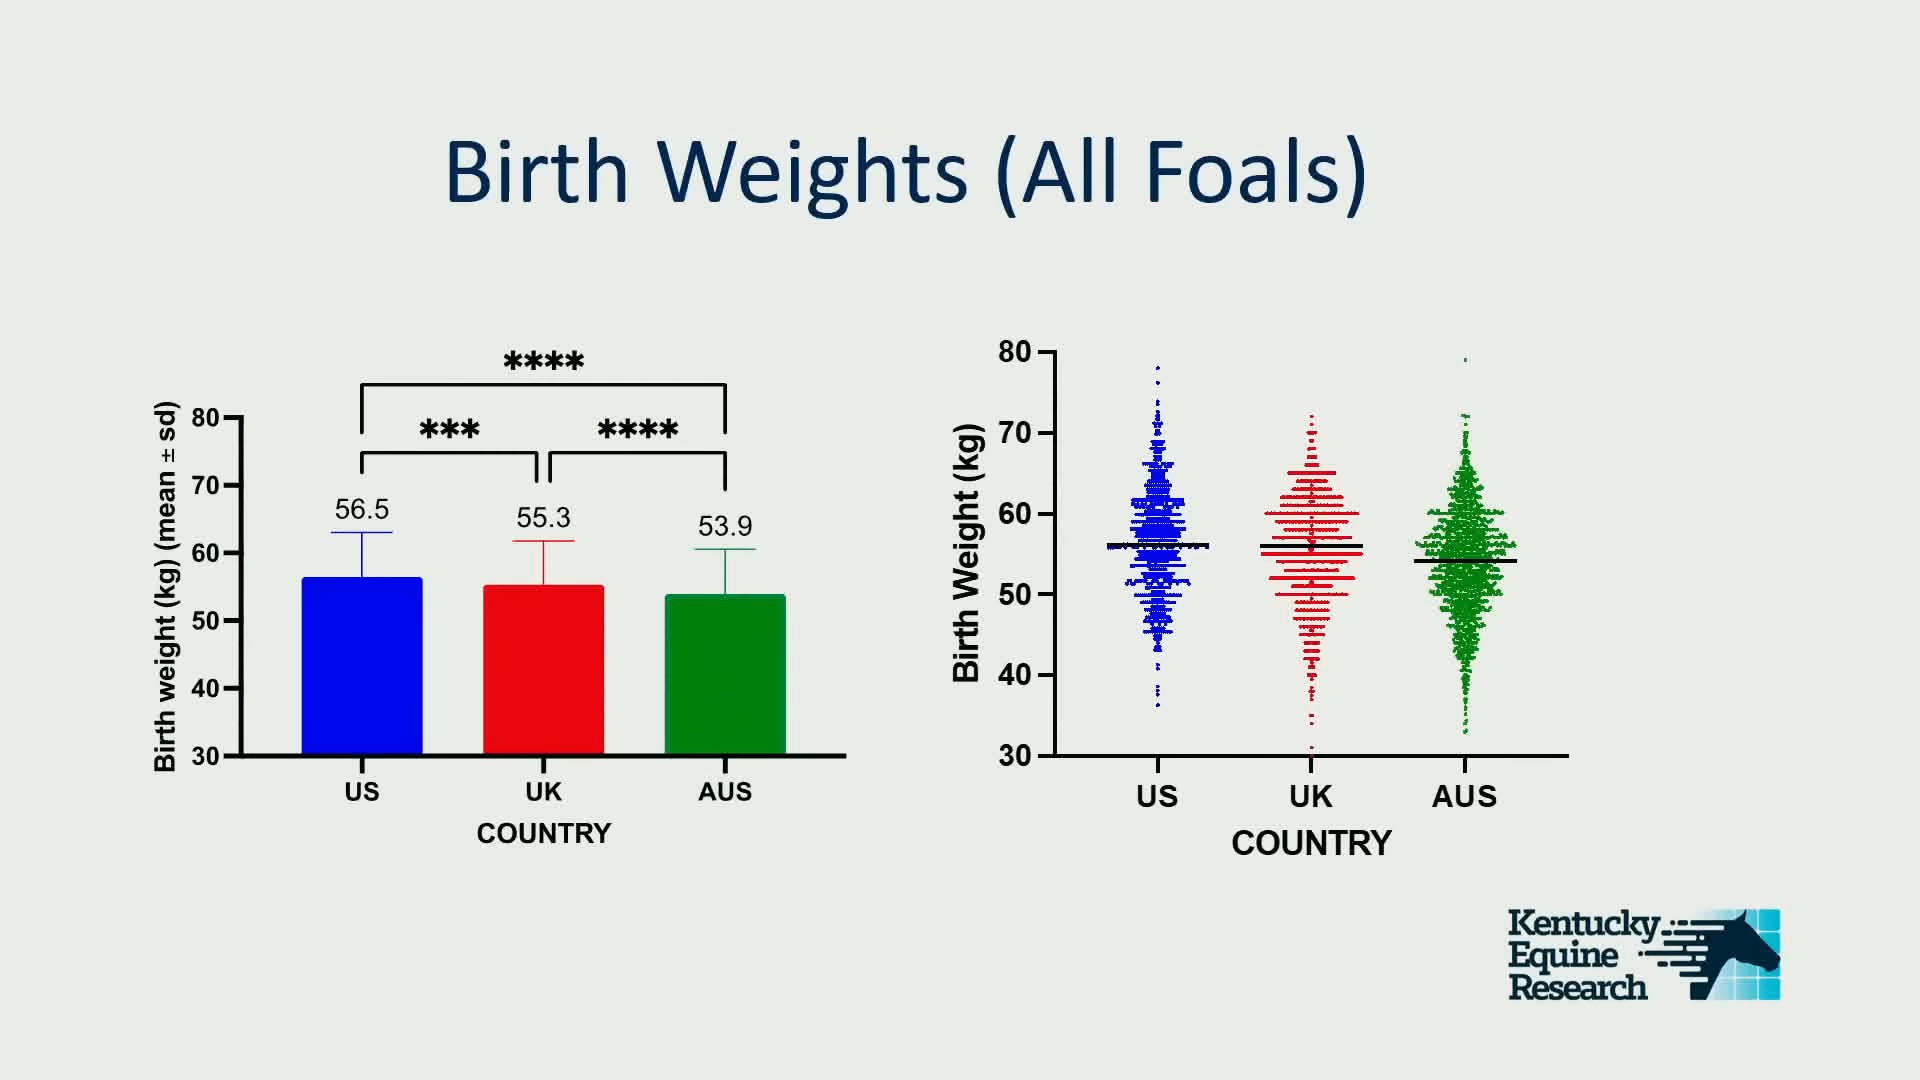 Birth Weights (All Foals)
****
***
****
Birth weight (kg) (mean ± sd)
80
70
60
50
40
30
56.5
55.3
53.9
US
UK
AUS
COUNTRY
Birth Weight (kg)
80
70
60
50
40
30
US
UK
AUS
COUNTRY
Kentucky
Equine
Research